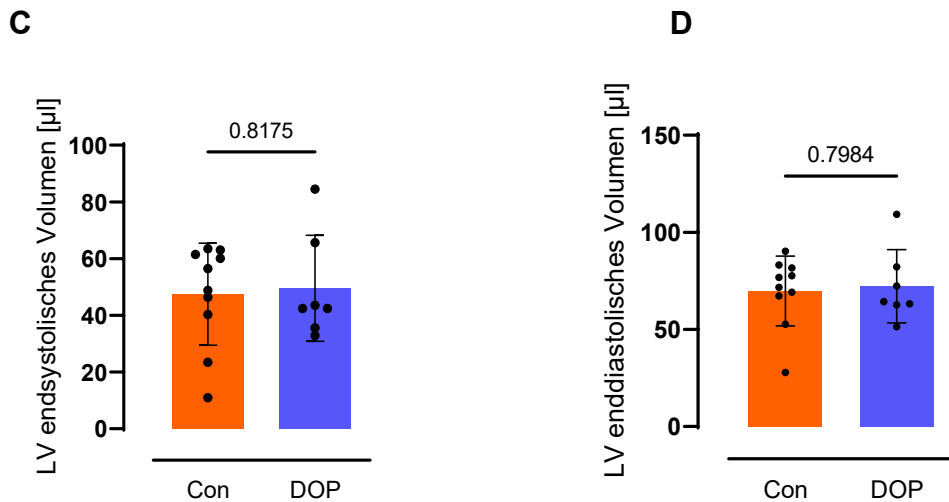 C
LV endsystolisches Volumen [µl]
0.8175
100
80
60
40
20
0
Con DOP
D
LV enddiastolisches Volumen [µl]
150
0.7984
100
50
0
Con DOP